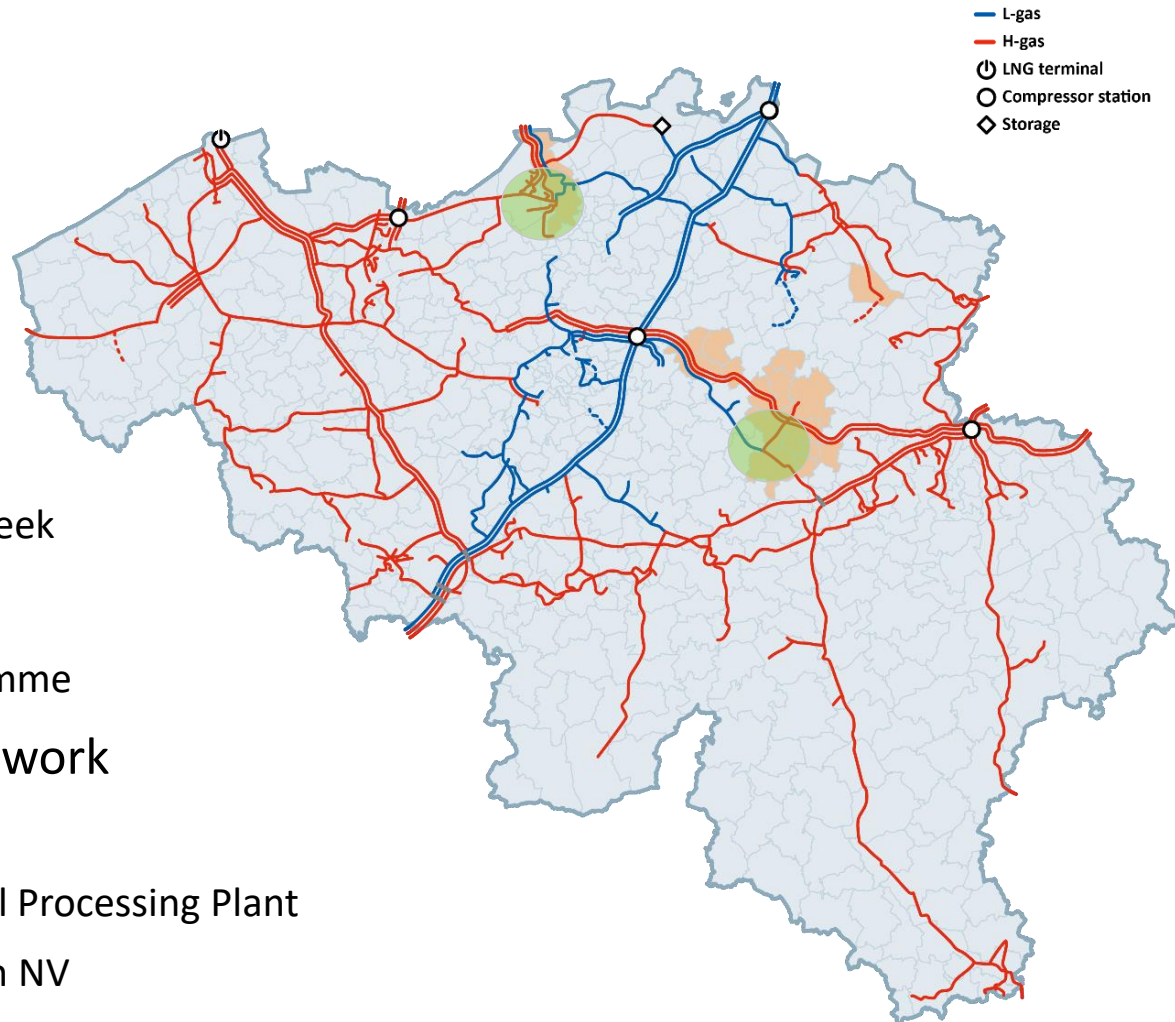 L-gas
H-gas
LNG terminal
Compressor station
Storage
eek
mme
work
l Processing Plant
n NV